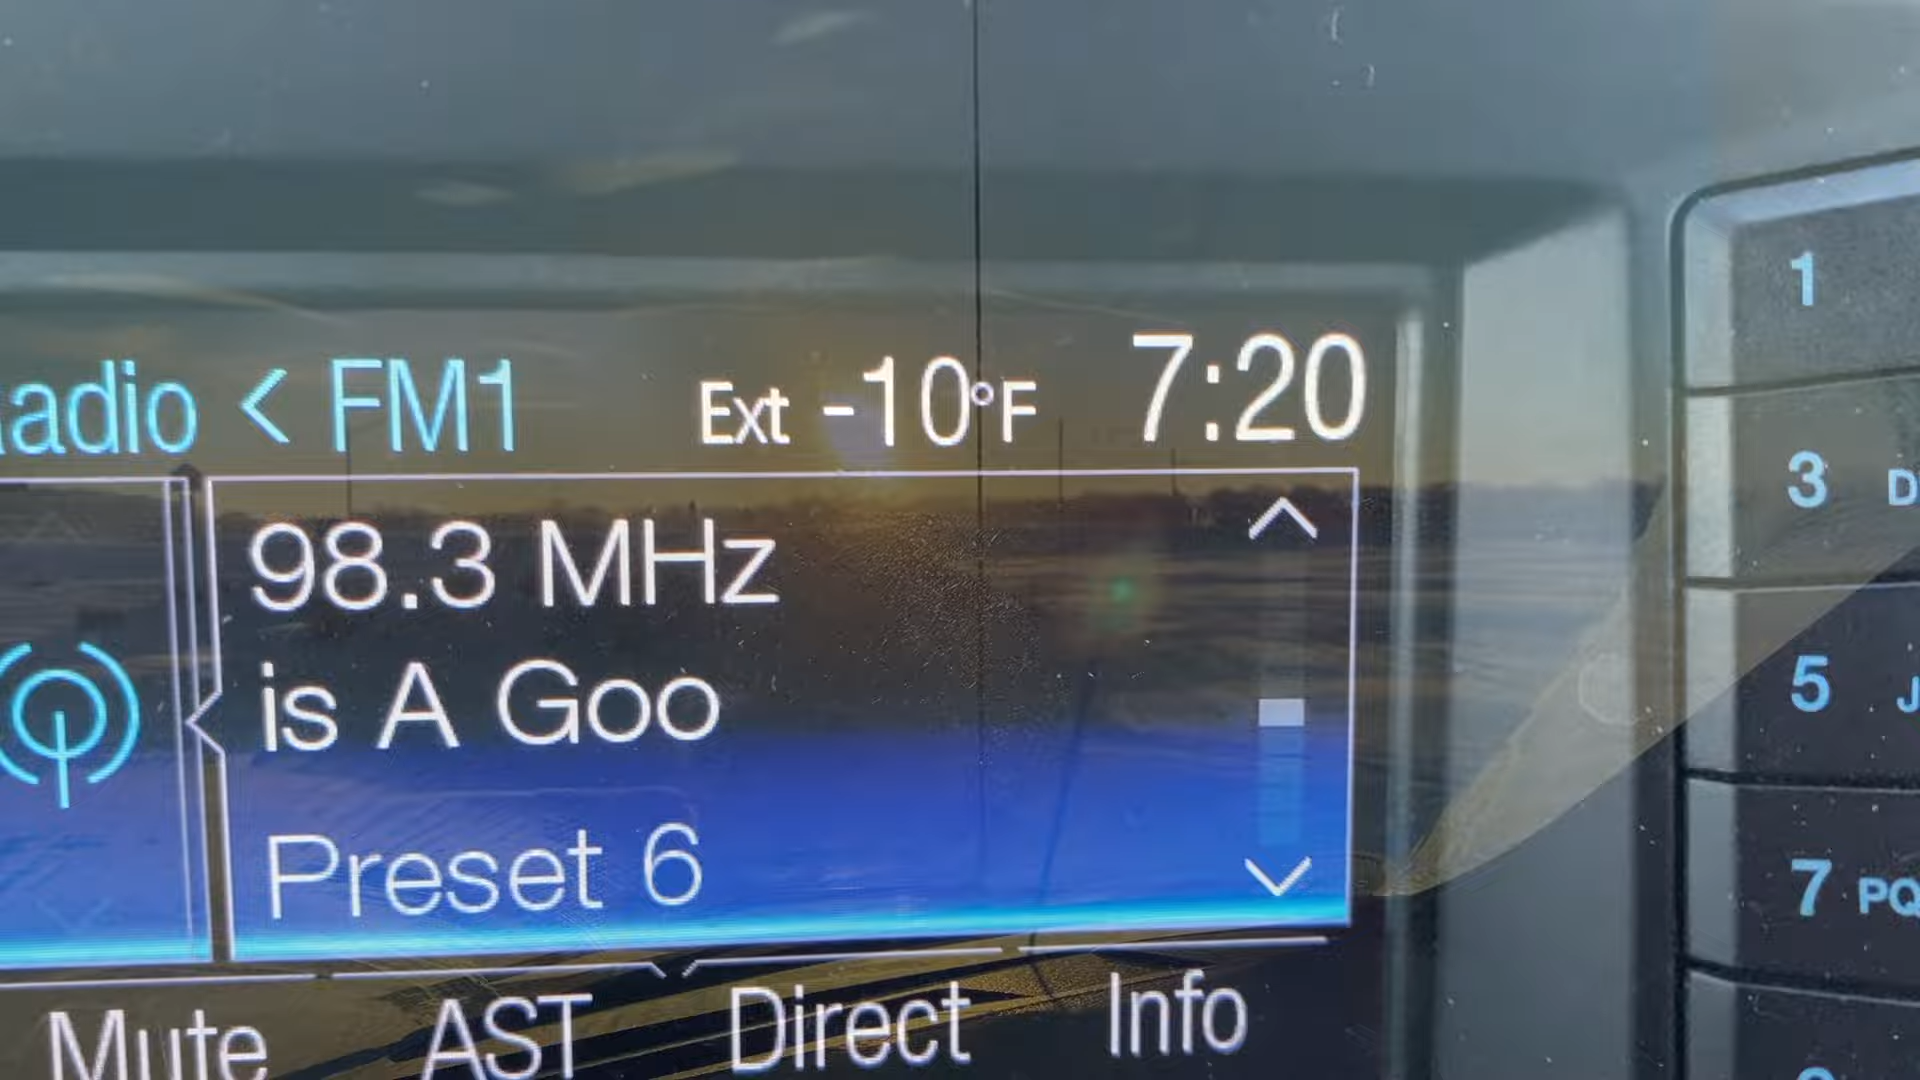 adio < FM1 Ext -10°F 7:20
98.3 MHz
is A Goo
Preset 6
Mute AST Direct Info
1
3 D
5 J
7 PQ